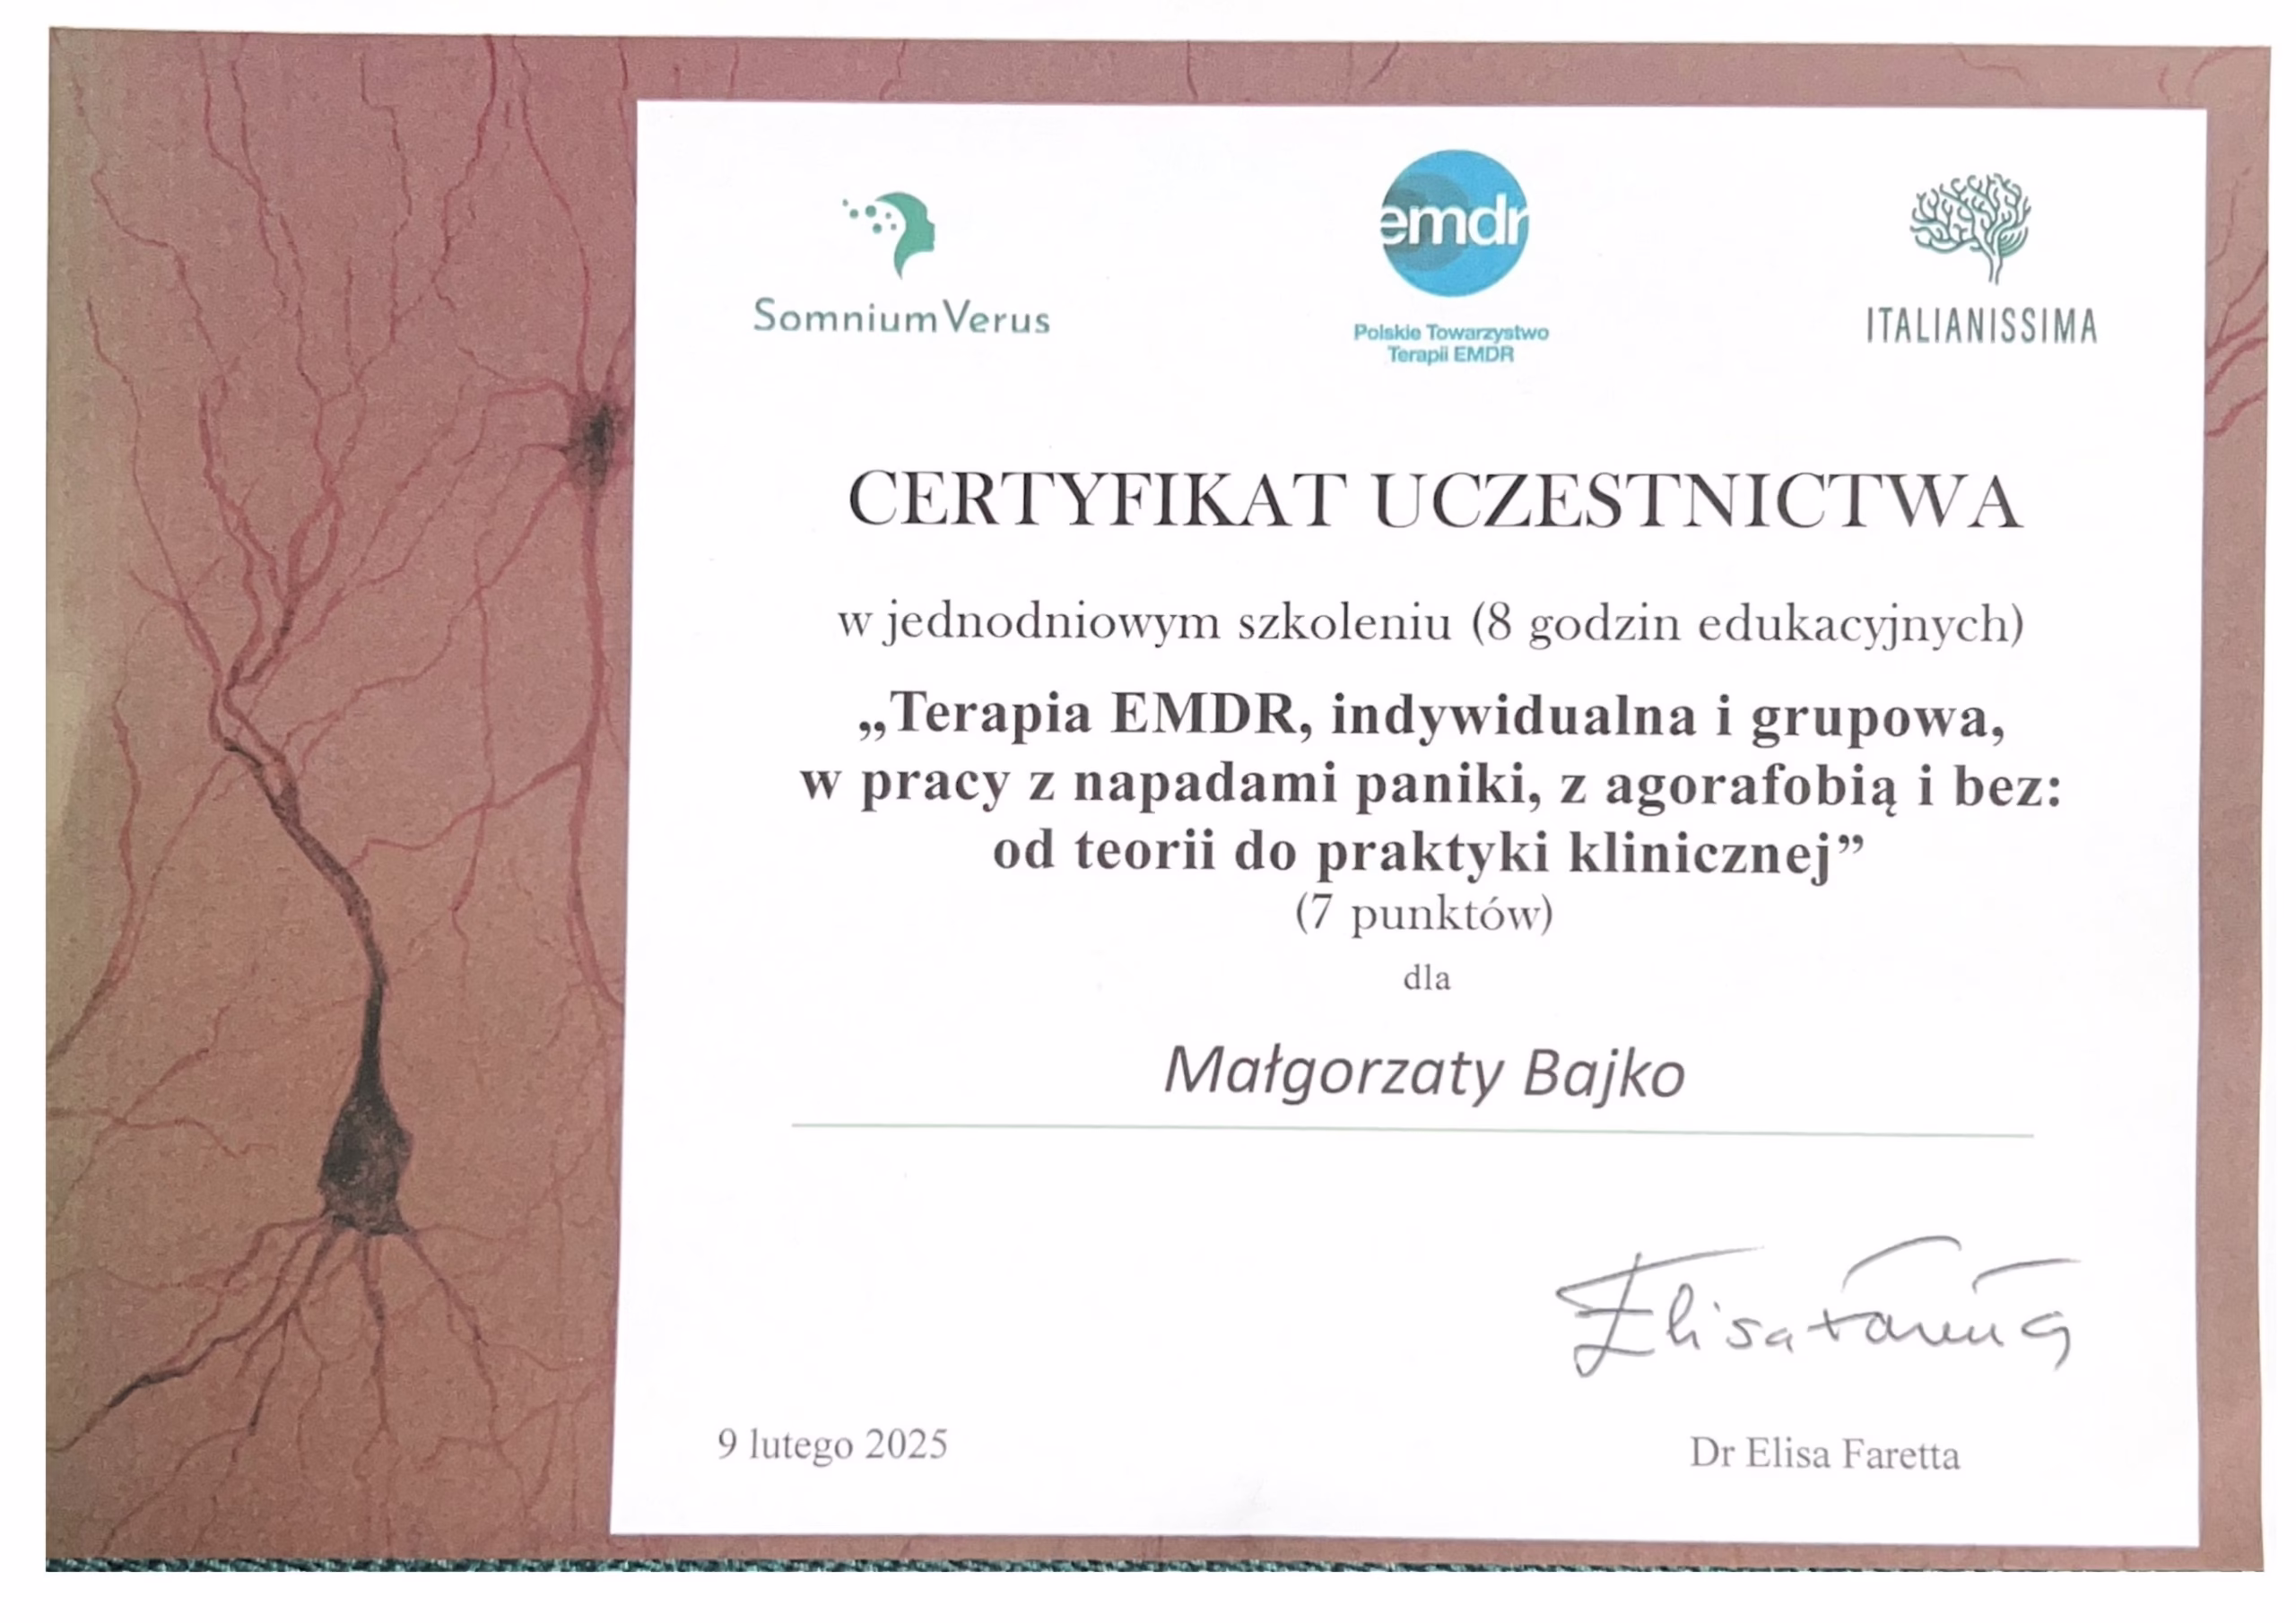 SomniumVerus
emdr
Polskie Towarzystwo
Terapii EMDR
ITALIANISSIMA
CERTYFIKAT UCZESTNICTWA
w jednodniowym szkoleniu (8 godzin edukacyjnych)
„Terapia EMDR, indywidualna i grupowa,
w pracy z napadami paniki, z agorafobią i bez:
od teorii do praktyki klinicznej”
(7 punktów)
dla
Małgorzaty Bajko
Elisa Faretta
9 lutego 2025
Dr Elisa Faretta